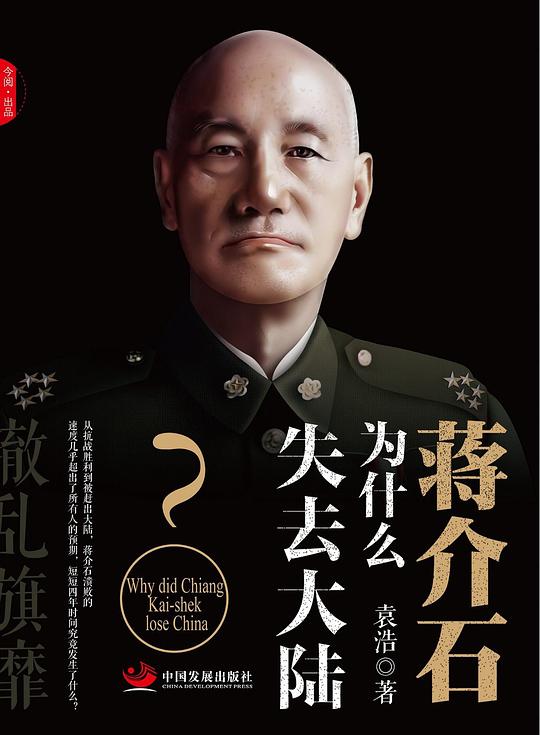 今阅·出品
蒋介石
为什么
失去大陆
袁浩◎著
Why did Chiang
Kai-shek
lose China
从抗战胜利到被赶出大陆，蒋介石溃败的
速度几乎超出了所有人的预期，短短四年时间究竟发生了什么？
辙乱旗靡
中国发展出版社
CHINA DEVELOPMENT PRESS